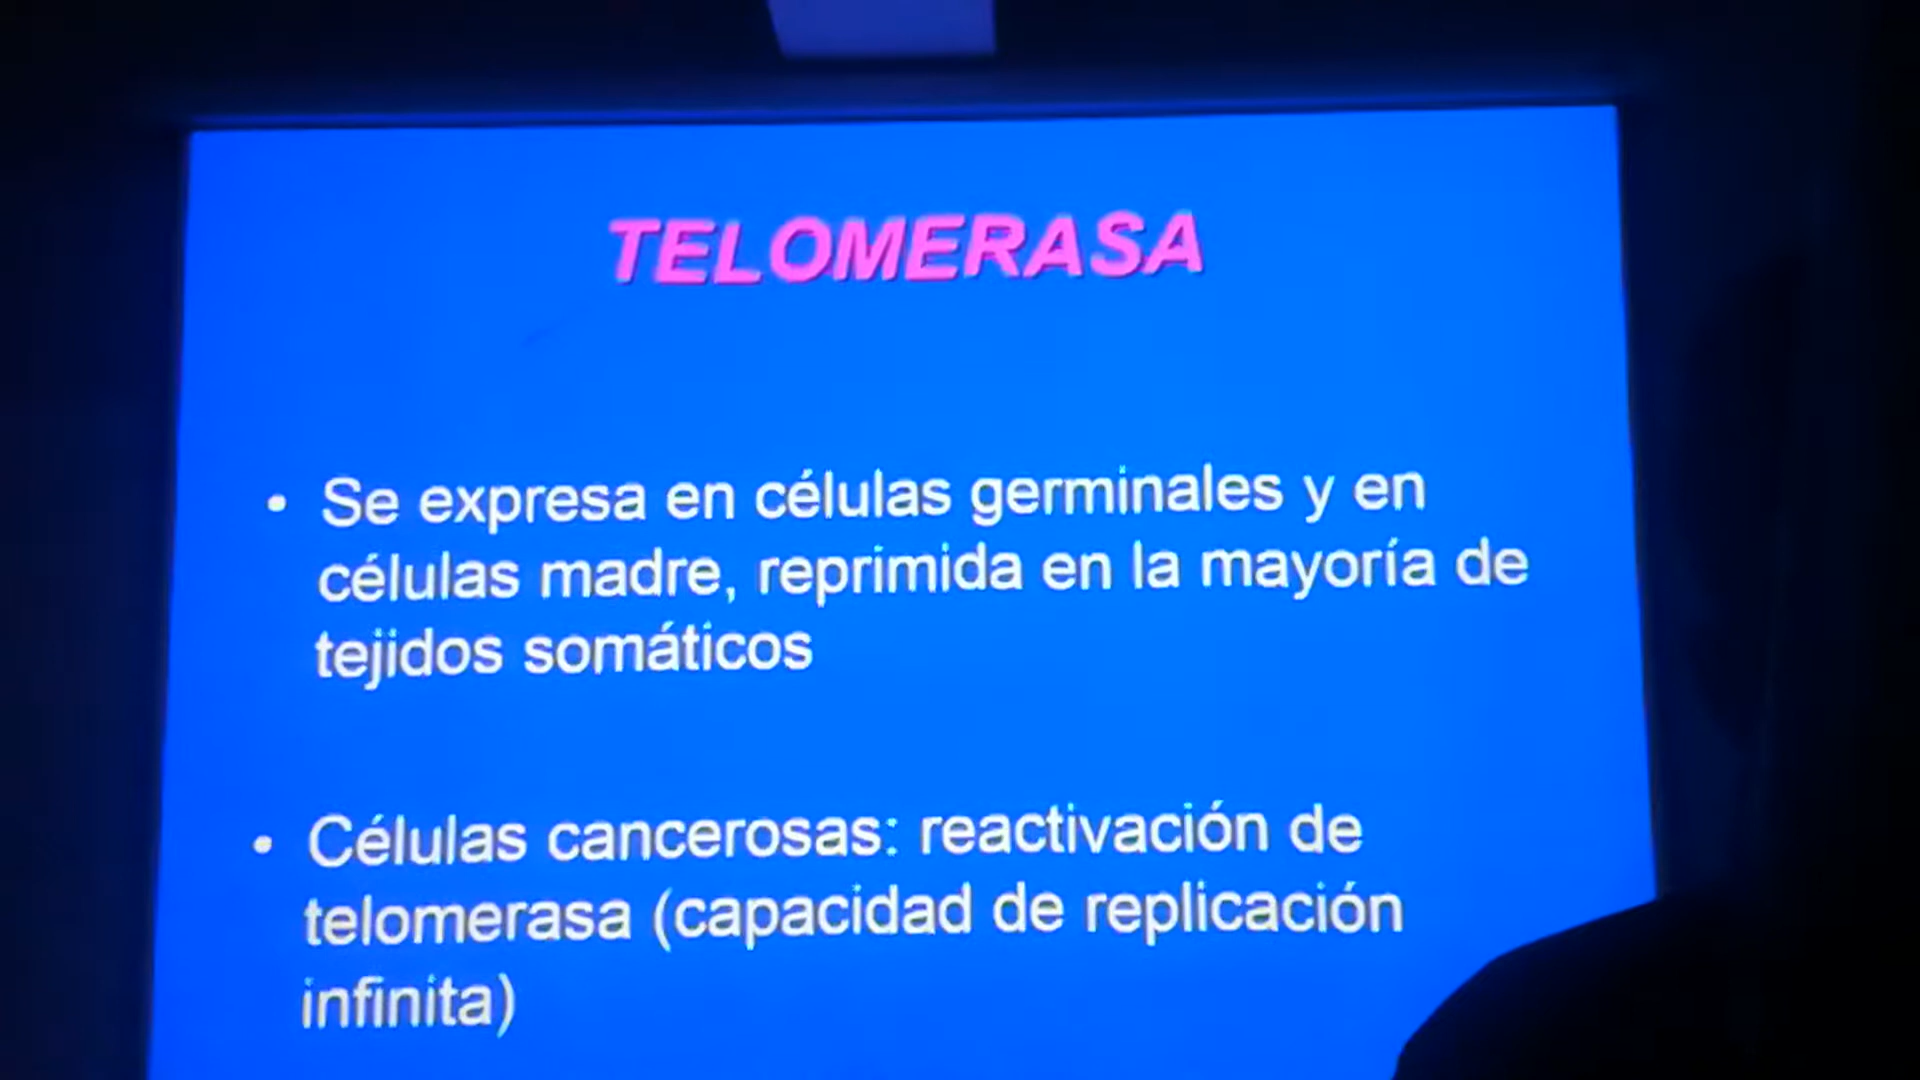 TELOMERASA
• Se expresa en células germinales y en
células madre, reprimida en la mayoría de
tejidos somáticos
• Células cancerosas: reactivación de
telomerasa (capacidad de replicación
infinita)